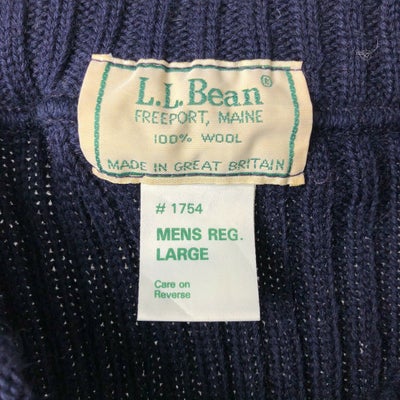 L.L.Bean®
FREEPORT, MAINE
100% WOOL
MADE IN GREAT BRITAIN
# 1754
MENS REG.
LARGE
Care on
Reverse